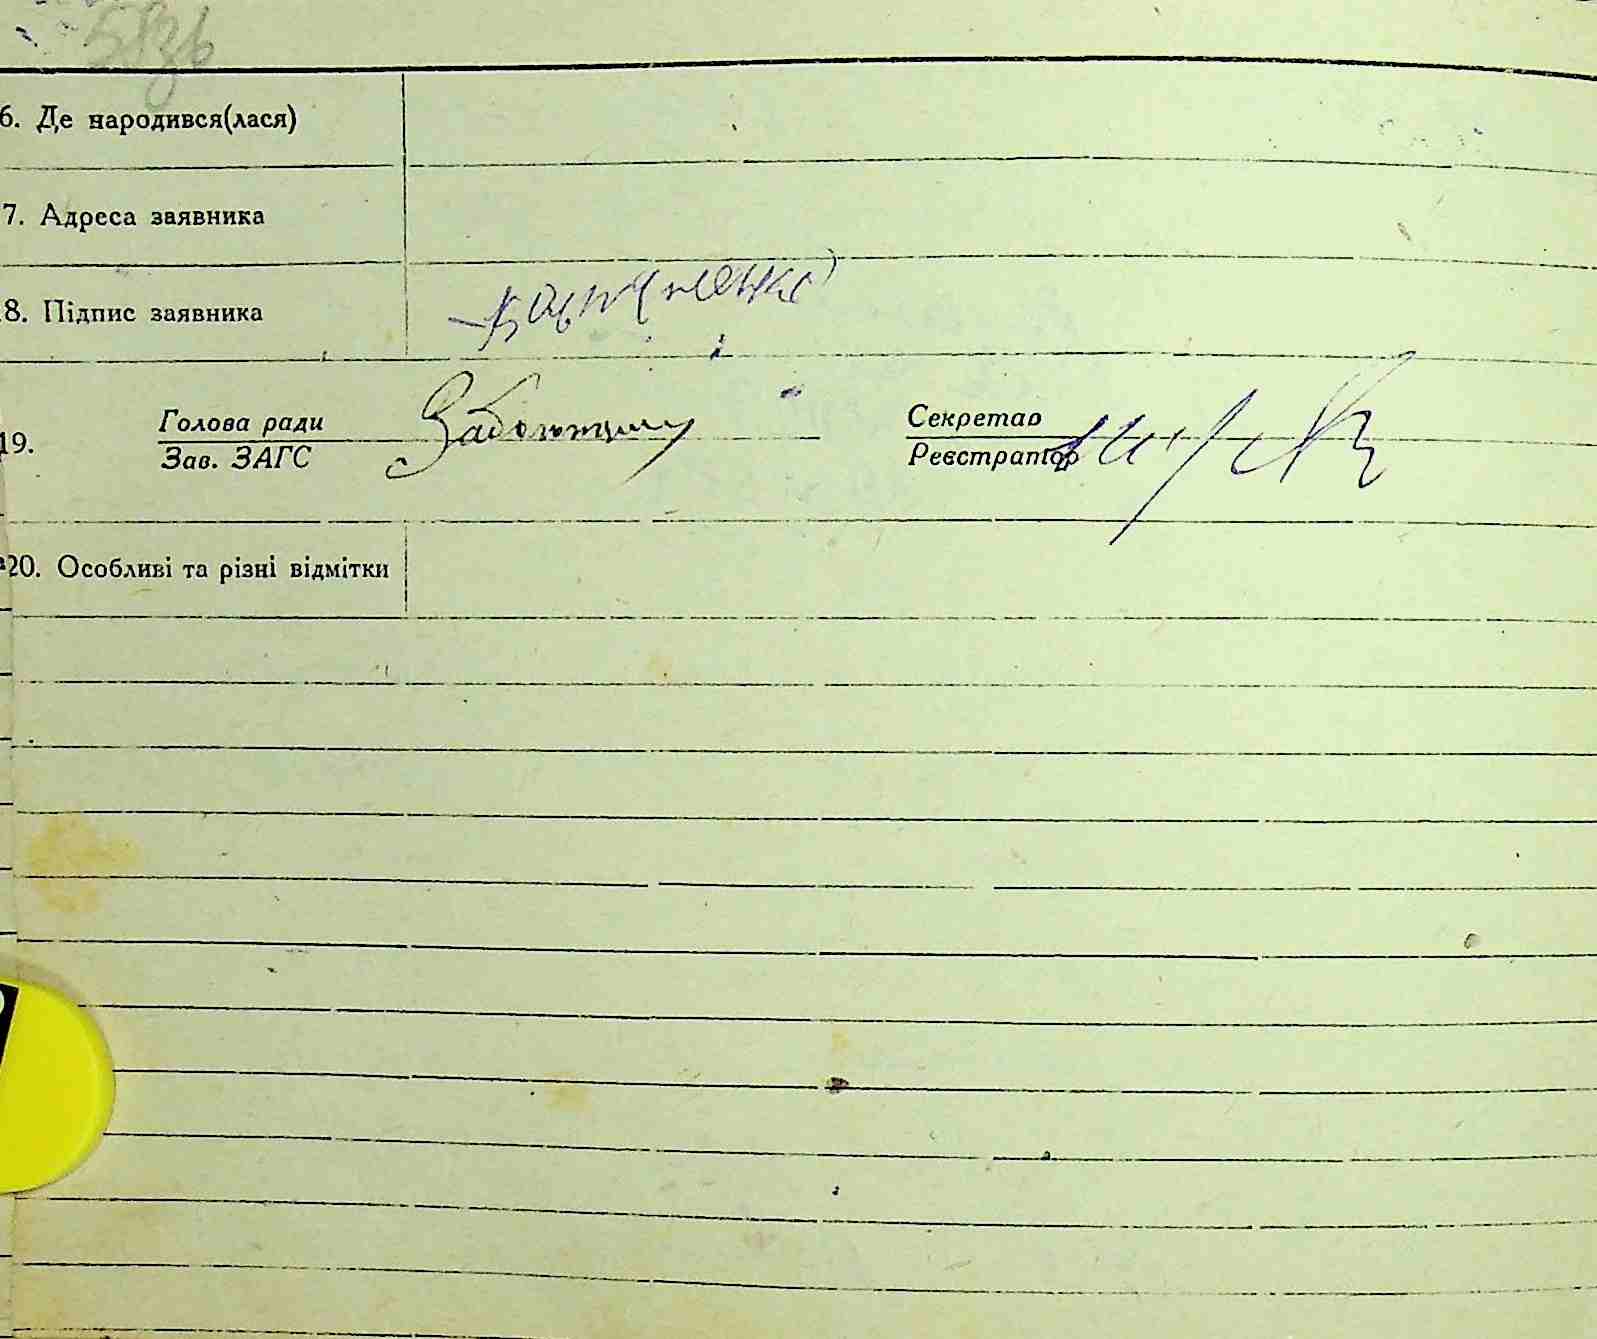 6. Де народився(лася)
7. Адреса заявника
8. Підпис заявника
19. Голова ради Секретар
Зав. ЗАГС Реєстратор
20. Особливі та різні відмітки